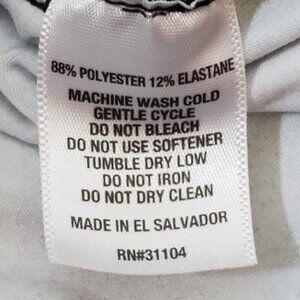 88% POLYESTER 12% ELASTANE
MACHINE WASH COLD
GENTLE CYCLE
DO NOT BLEACH
DO NOT USE SOFTENER
TUMBLE DRY LOW
DO NOT IRON
DO NOT DRY CLEAN
MADE IN EL SALVADOR
RN#31104